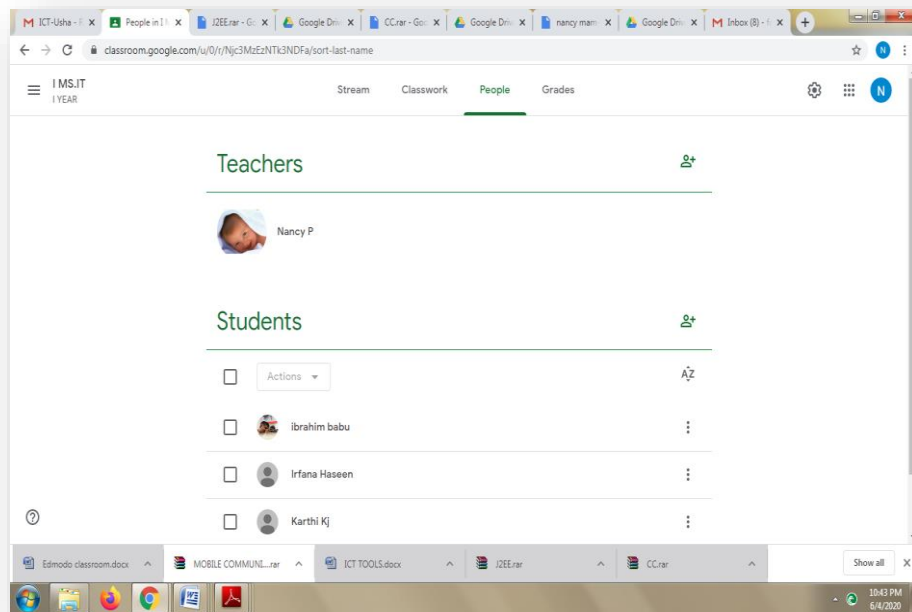 ICT-Usha - F
People in I
J2EE.rar - Go
Google Driv
CC.rar - Goo
Google Driv
nancy mam
Google Driv
Inbox (8) - f
classroom.google.com/u/0/r/Njc3MzEzNTk3NDFa/sort-last-name
N
I MS.IT
I YEAR
Stream Classwork People Grades
N
Teachers
Nancy P
Students
Actions
AZ
ibrahim babu
Irfana Haseen
Karthi Kj
Edmodo classroom.docx
MOBILE COMMUNI....rar
ICT TOOLS.docx
J2EE.rar
CC.rar
Show all
10:43 PM
6/4/2020